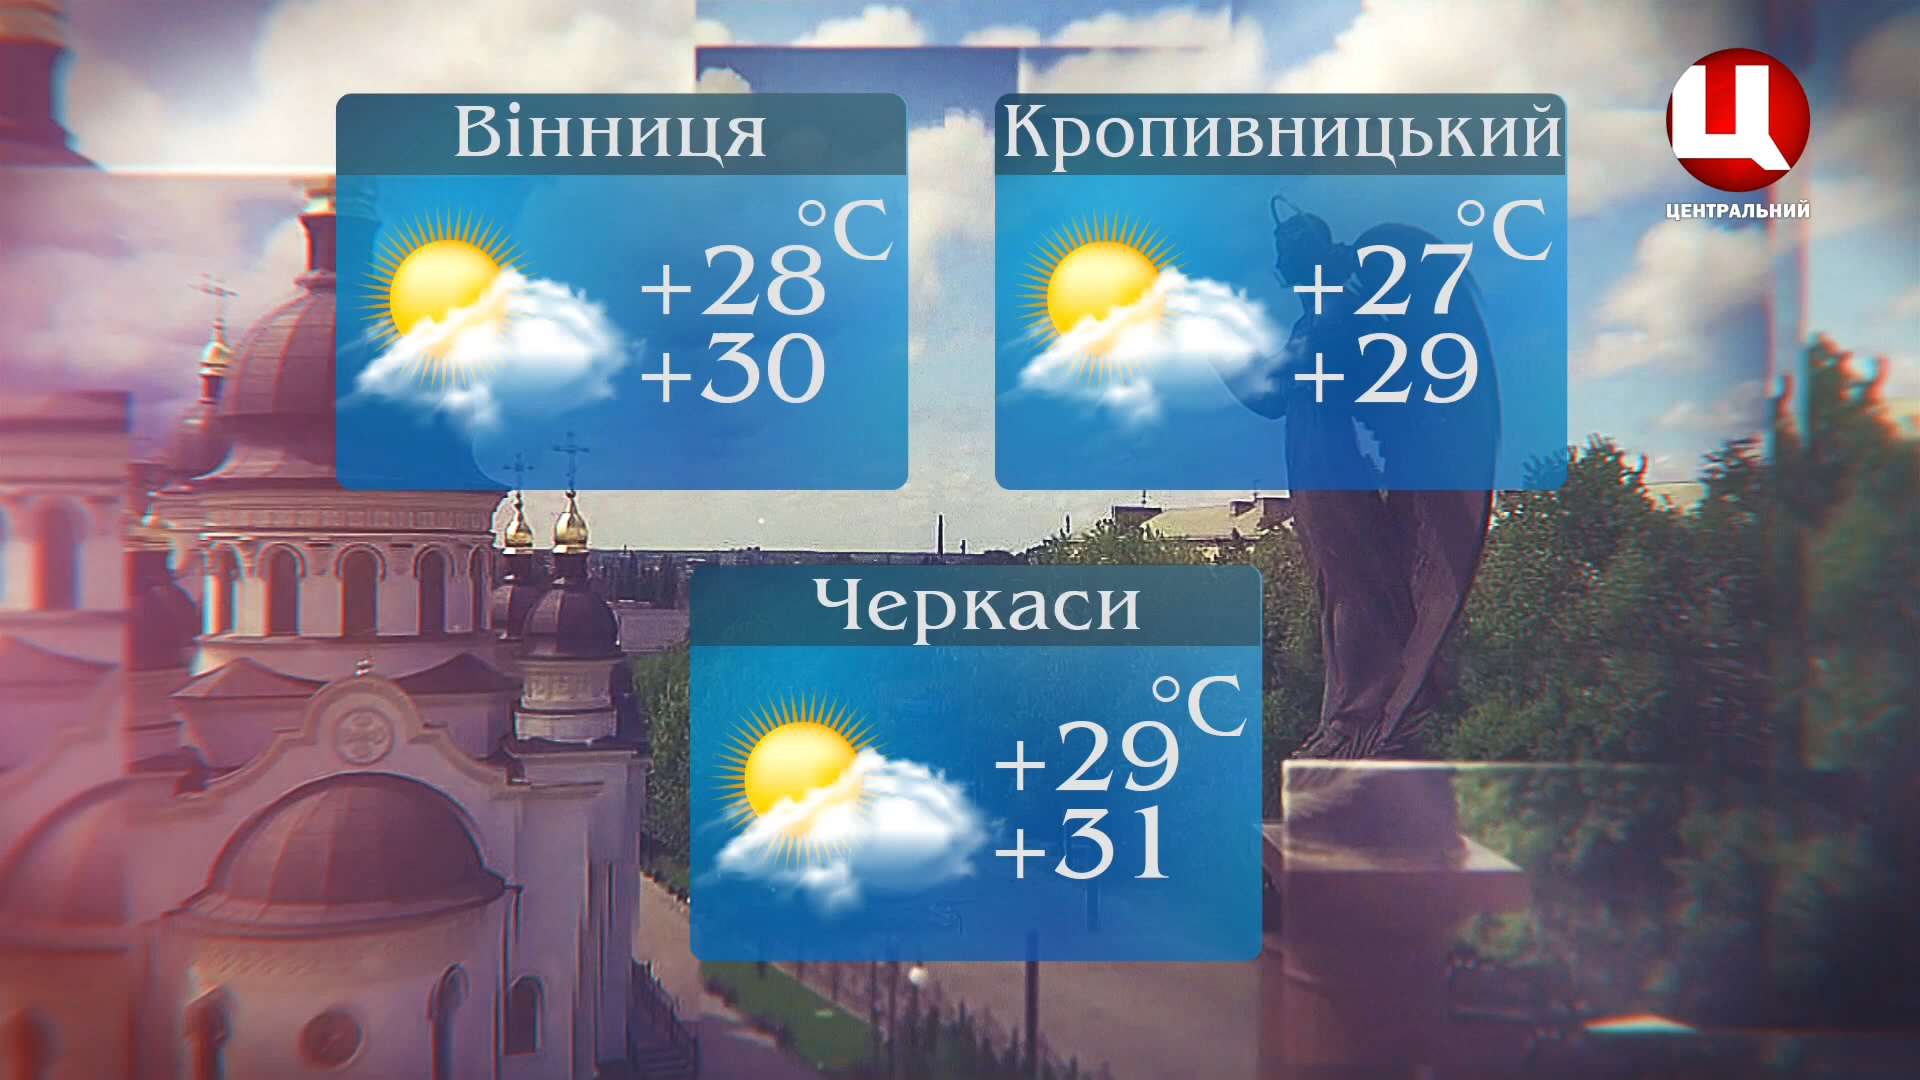 Вінниця
°C
+28
+30
Кропивницький
°C
+27
+29
Ц
ЦЕНТРАЛЬНИЙ
Черкаси
°C
+29
+31